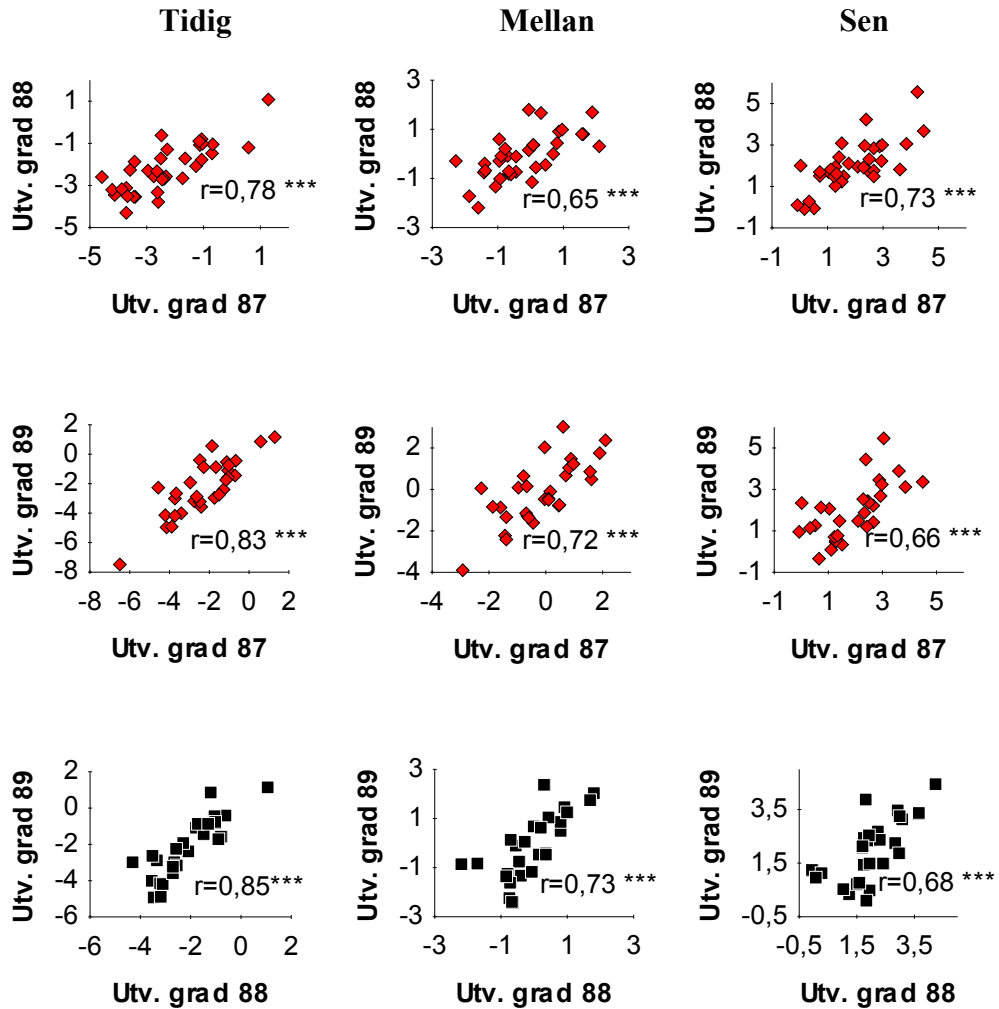 Tidig Mellan Sen
Utv. grad 88
1
-1
-3
-5
r=0,78 ***
-5 -3 -1 1
Utv. grad 87
Utv. grad 88
3
1
-1
-3
r=0,65 ***
-3 -1 1 3
Utv. grad 87
Utv. grad 88
5
3
1
-1
r=0,73 ***
-1 1 3 5
Utv. grad 87
Utv. grad 89
2
0
-2
-4
-6
-8
r=0,83 ***
-8 -6 -4 -2 0 2
Utv. grad 87
Utv. grad 89
2
0
-2
-4
r=0,72 ***
-4 -2 0 2
Utv. grad 87
Utv. grad 89
5
3
1
-1
r=0,66 ***
-1 1 3 5
Utv. grad 87
Utv. grad 89
2
0
-2
-4
-6
r=0,85***
-6 -4 -2 0 2
Utv. grad 88
Utv. grad 89
3
1
-1
-3
r=0,73 ***
-3 -1 1 3
Utv. grad 88
Utv. grad 89
3,5
1,5
-0,5
r=0,68 ***
-0,5 1,5 3,5
Utv. grad 88